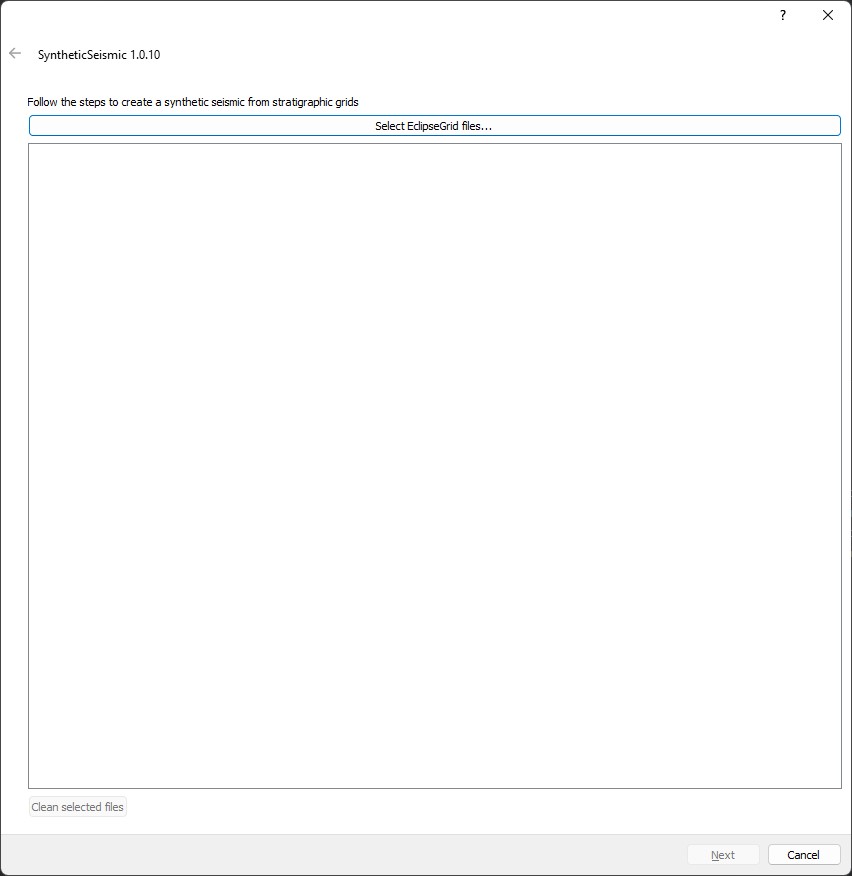 ?
SyntheticSeismic 1.0.10
Follow the steps to create a synthetic seismic from stratigraphic grids
Select EclipseGrid files...
Clean selected files
Next
Cancel